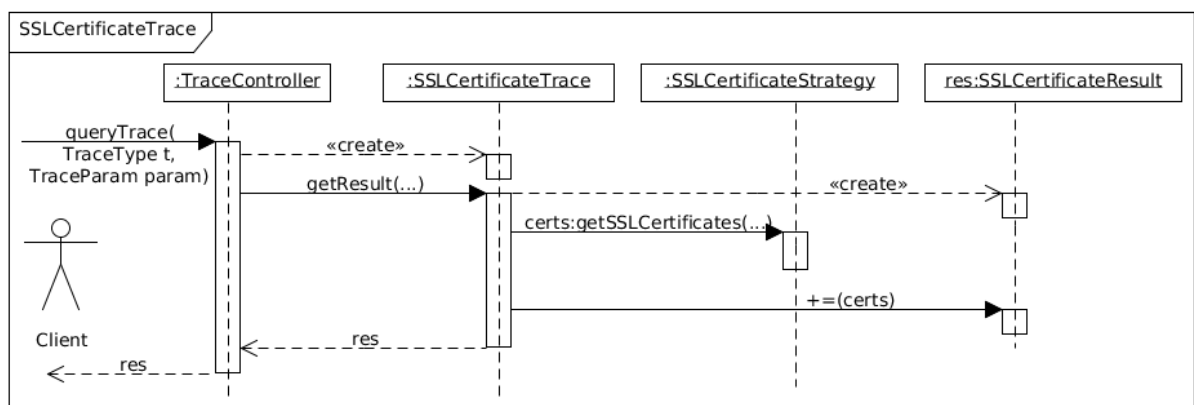 SSLCertificateTrace
:TraceController
:SSLCertificateTrace
:SSLCertificateStrategy
res:SSLCertificateResult
queryTrace(
TraceType t,
TraceParam param)
«create»
getResult(...)
«create»
certs:getSSLCertificates(...)
+=(certs)
Client
res
res